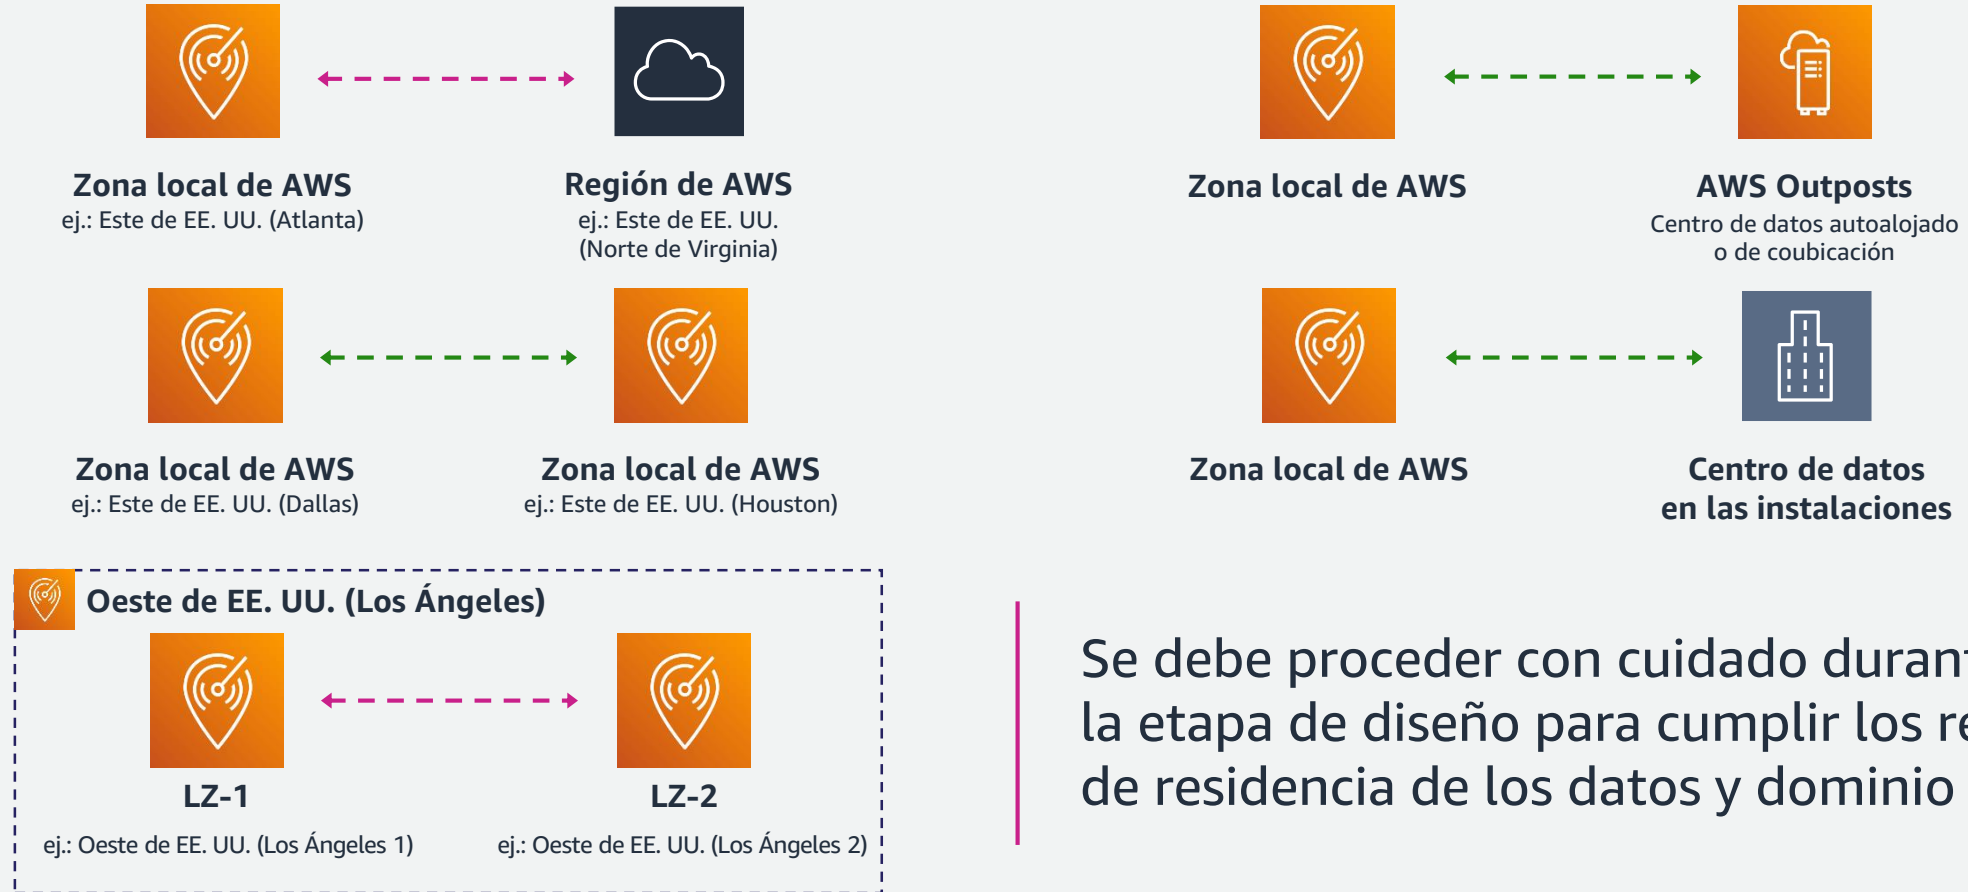 Zona local de AWS
ej.: Este de EE. UU. (Atlanta)
Región de AWS
ej.: Este de EE. UU.
(Norte de Virginia)
Zona local de AWS
AWS Outposts
Centro de datos autoalojado
o de coubicación
Zona local de AWS
ej.: Este de EE. UU. (Dallas)
Zona local de AWS
ej.: Este de EE. UU. (Houston)
Zona local de AWS
Centro de datos
en las instalaciones
Oeste de EE. UU. (Los Ángeles)
LZ-1
ej.: Oeste de EE. UU. (Los Ángeles 1)
LZ-2
ej.: Oeste de EE. UU. (Los Ángeles 2)
Se debe proceder con cuidado
la etapa de diseño para cumplir los
de residencia de los datos y dominio